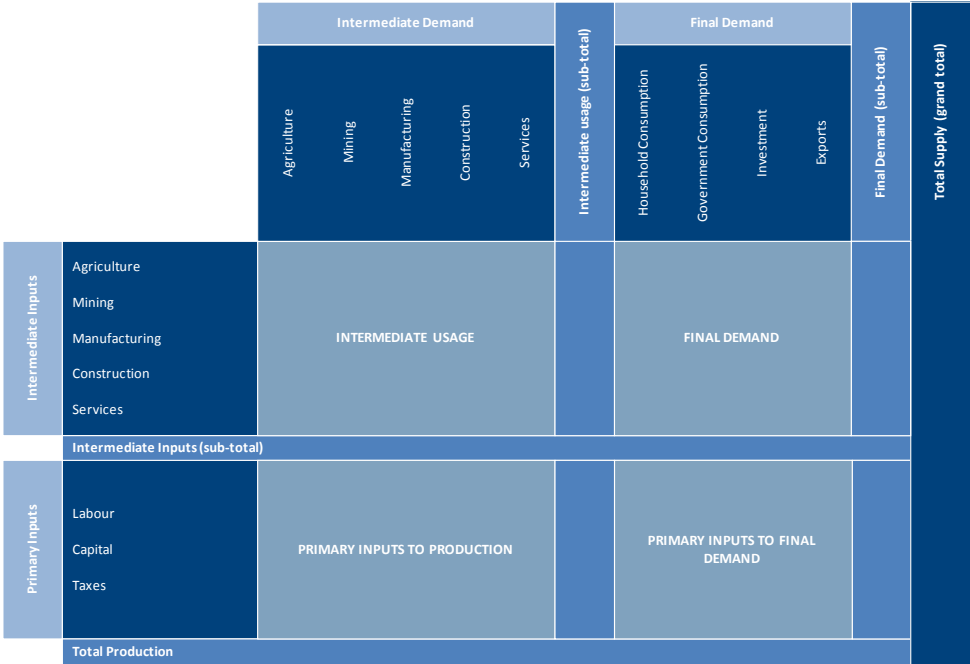 Intermediate Demand
Final Demand
Agriculture
Mining
Manufacturing
Construction
Services
Intermediate usage (sub-total)
Household Consumption
Government Consumption
Investment
Exports
Final Demand (sub-total)
Total Supply (grand total)
Intermediate Inputs
Agriculture
Mining
Manufacturing
Construction
Services
INTERMEDIATE USAGE
FINAL DEMAND
Intermediate Inputs (sub-total)
Primary Inputs
Labour
Capital
Taxes
PRIMARY INPUTS TO PRODUCTION
PRIMARY INPUTS TO FINAL
DEMAND
Total Production